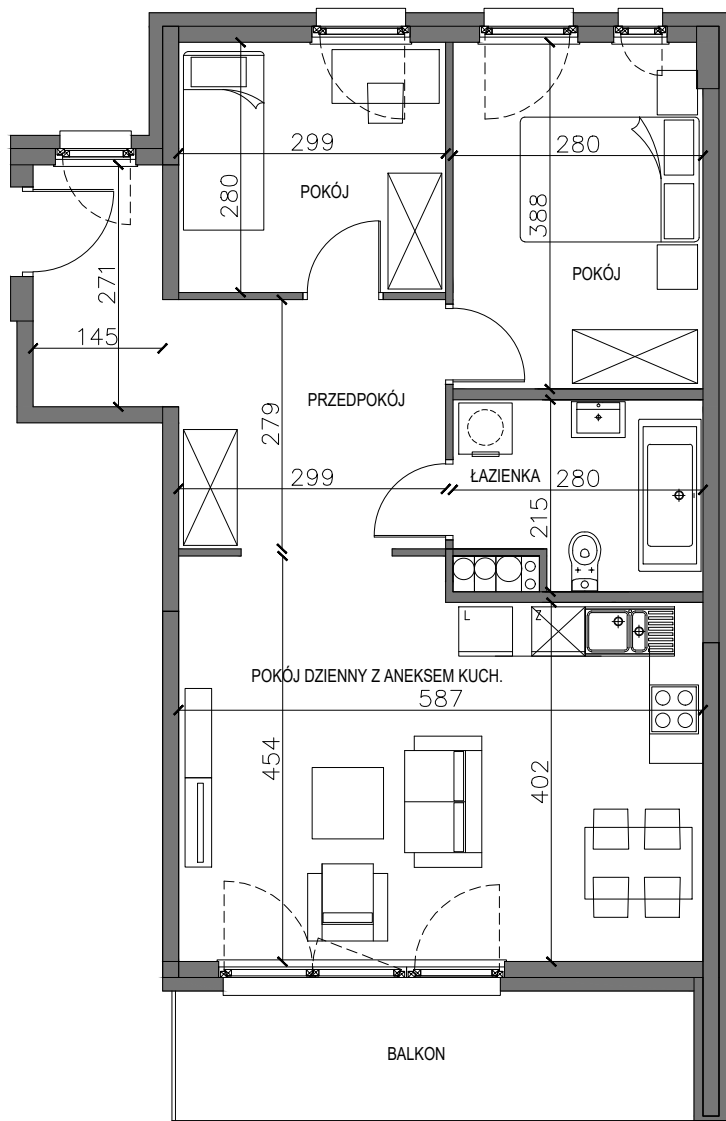 299
280
POKÓJ
280
388
POKÓJ
271
145
PRZEDPOKÓJ
279
299
ŁAZIENKA
280
215
L
Z
POKÓJ DZIENNY Z ANEKSEM KUCH.
587
454
402
BALKON